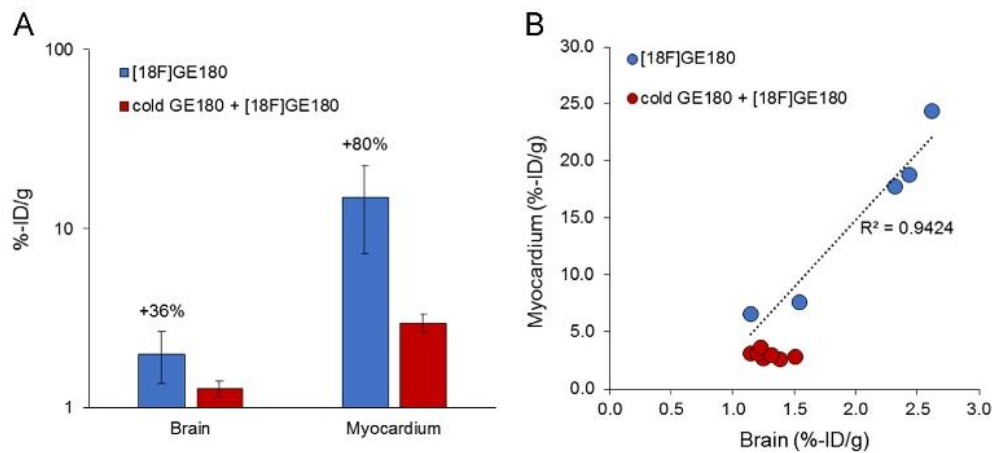 A
100
10
1
%-ID/g
[18F]GE180
cold GE180 + [18F]GE180
+36%
+80%
Brain
Myocardium
B
30.0
25.0
20.0
15.0
10.0
5.0
0.0
Myocardium (%-ID/g)
[18F]GE180
cold GE180 + [18F]GE180
R² = 0.9424
0.0 0.5 1.0 1.5 2.0 2.5 3.0
Brain (%-ID/g)